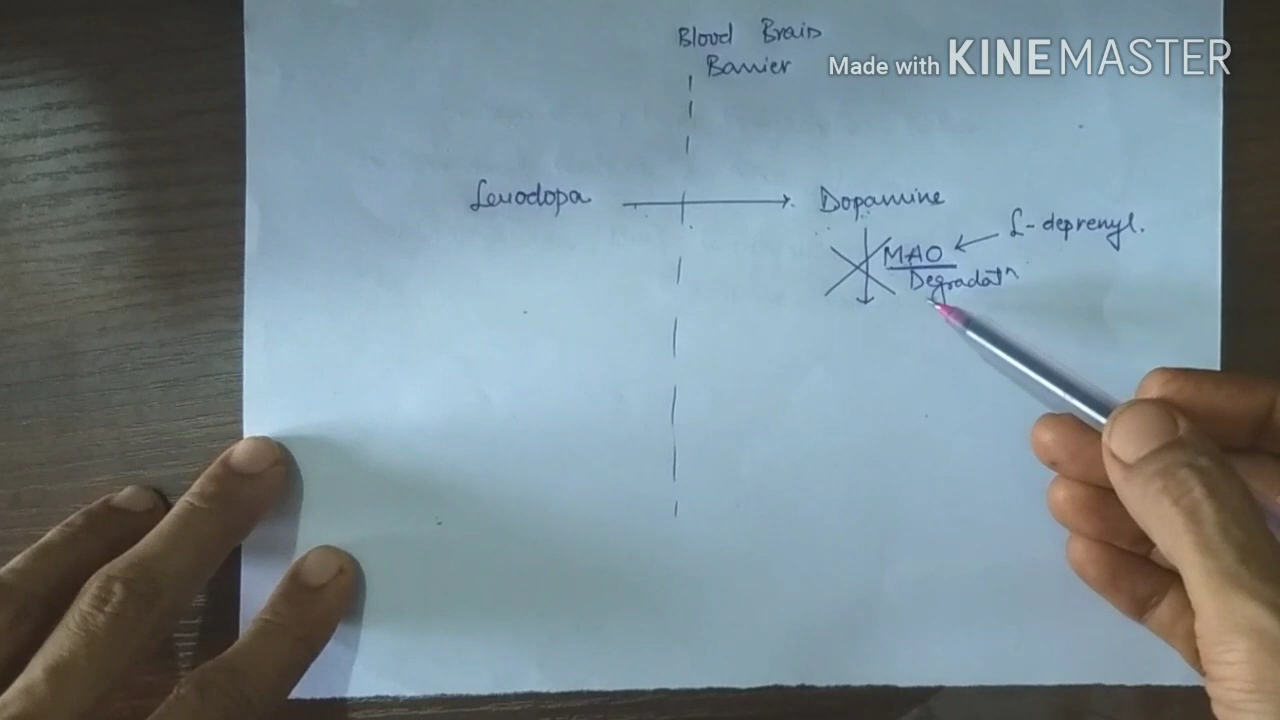 Blood Brain
Barrier
Made with KINEMASTER
Levodopa
Dopamine
L-deprenyl.
MAO
Degradatn